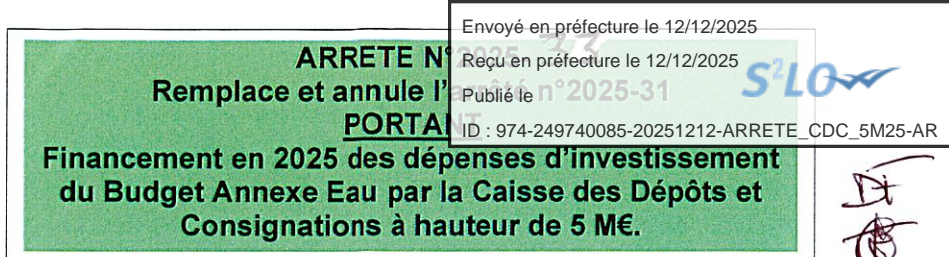 Envoyé en préfecture le 12/12/2025
Reçu en préfecture le 12/12/2025
S²LO
Publié le
ID : 974-249740085-20251212-ARRETE_CDC_5M25-AR
ARRETE N°2025
Remplace et annule l'arrêté n°2025-31
PORTANT
Financement en 2025 des dépenses d'investissement
du Budget Annexe Eau par la Caisse des Dépôts et
Consignations à hauteur de 5 M€.